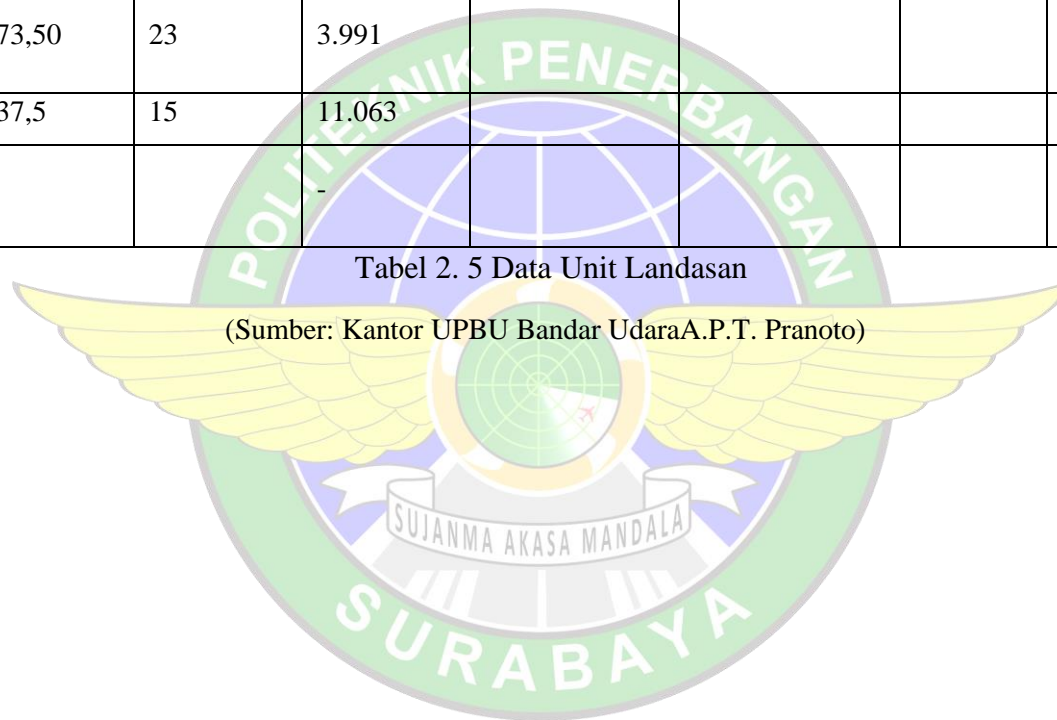 73,50 23 3.991
37,5 15 11.063
-
Tabel 2. 5 Data Unit Landasan
(Sumber: Kantor UPBU Bandar UdaraA.P.T. Pranoto)
POLITEKNIK PENERBANGAN
SUJANMA AKASA MANDALA
SURABAYA